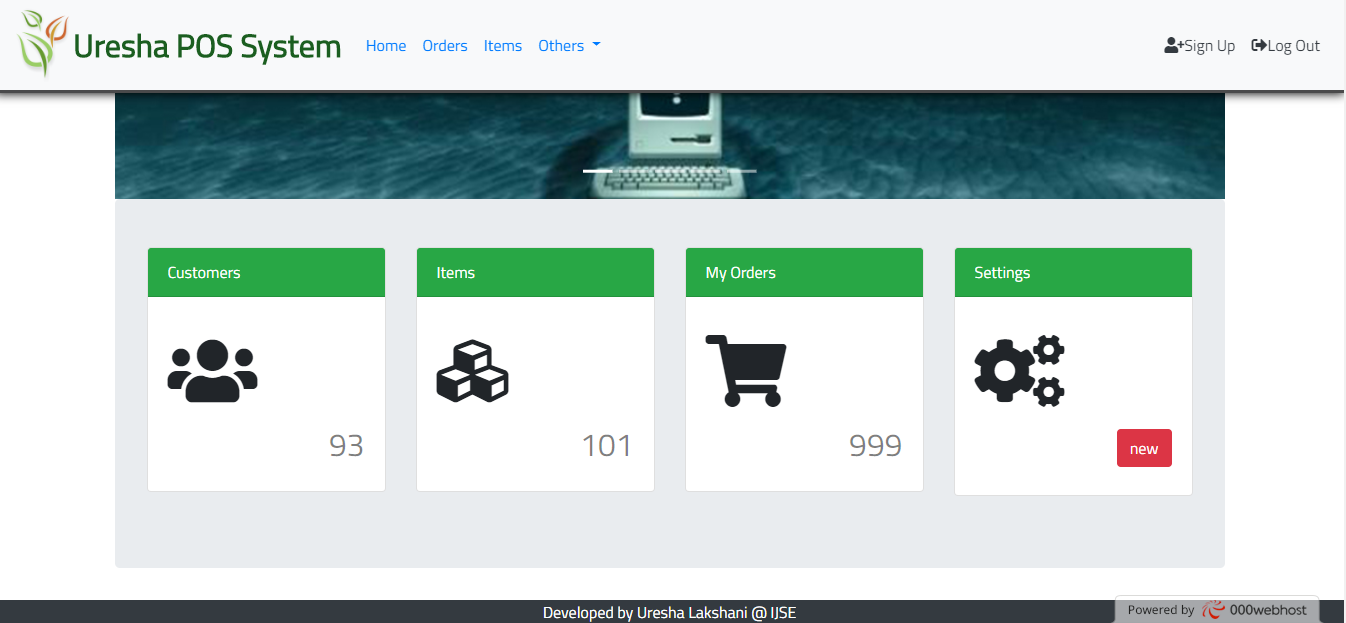 Uresha POS System Home Orders Items Others Sign Up Log Out
Customers Items My Orders Settings
93 101 999 new
Developed by Uresha Lakshani @ IJSE
Powered by 000webhost